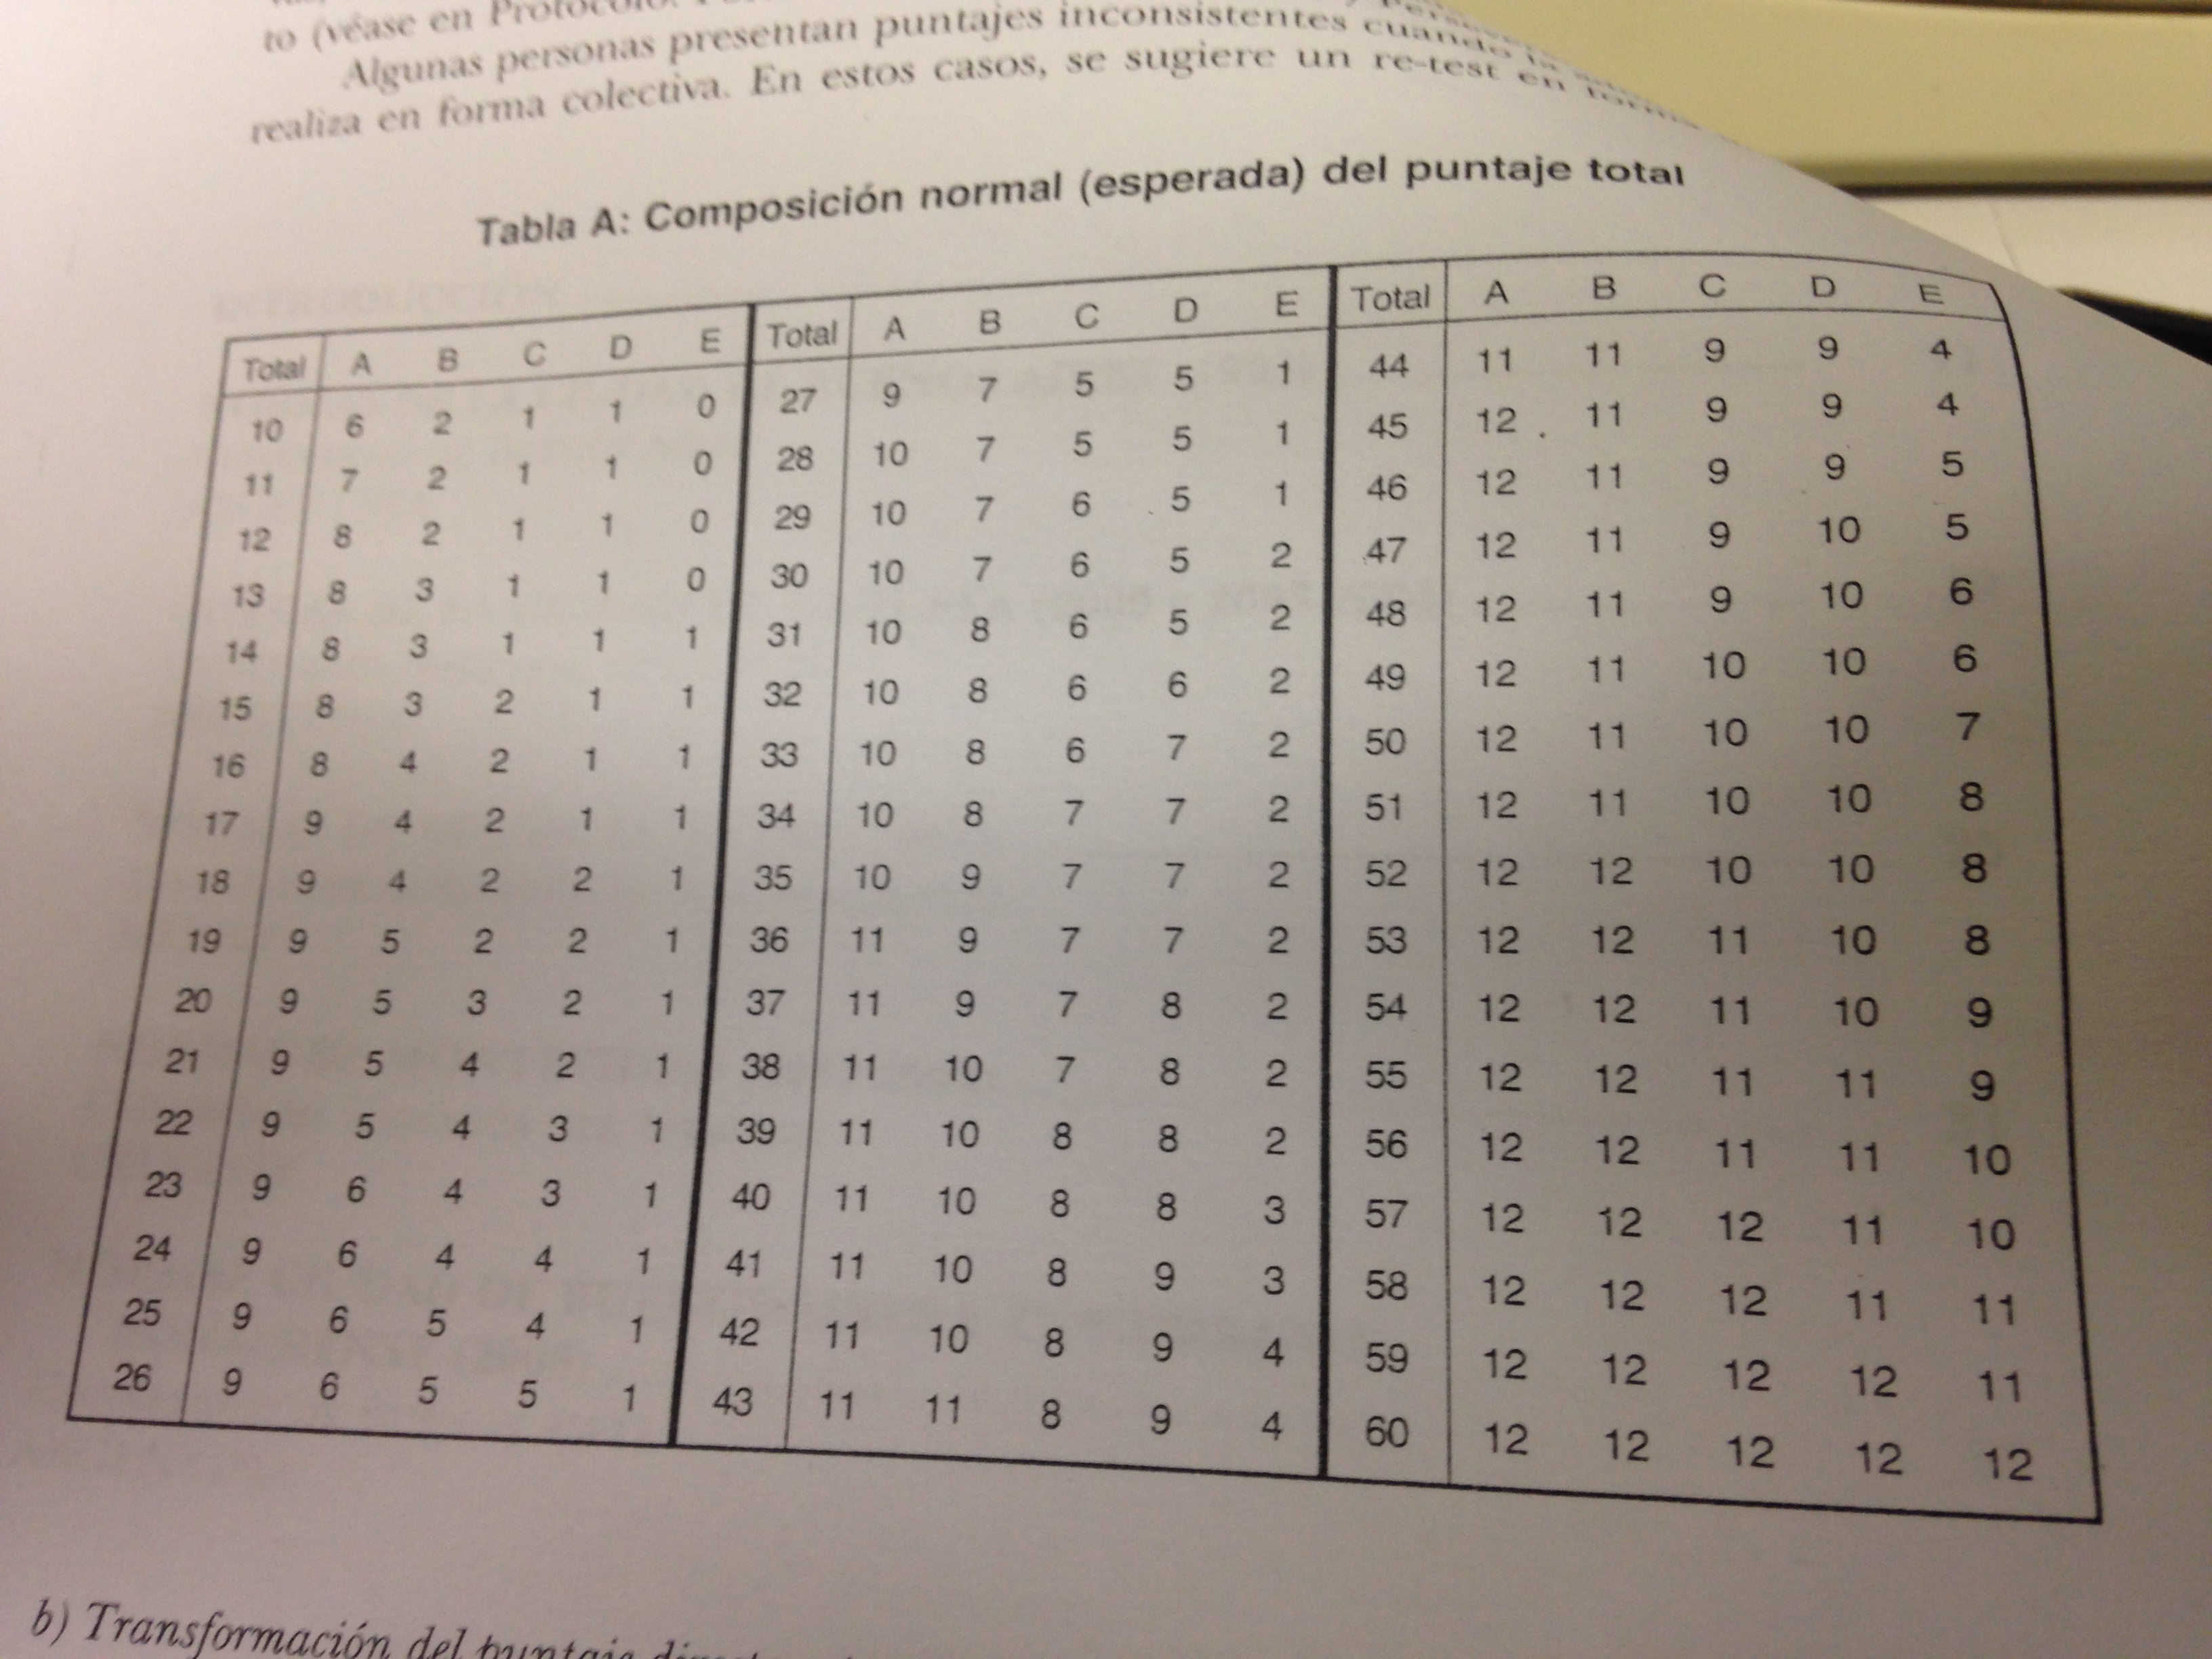 to (véase en Protocolo.
Algunas personas presentan puntajes inconsistentes cuando la
realiza en forma colectiva. En estos casos, se sugiere un re-test en
Tabla A: Composición normal (esperada) del puntaje total
Total A B C D E Total A B C D E Total A B C D E
10 6 2 1 1 0 27 9 7 5 5 1 44 11 11 9 9 4
11 7 2 1 1 0 28 10 7 5 5 1 45 12 11 9 9 4
12 8 2 1 1 0 29 10 7 6 5 1 46 12 11 9 9 5
13 8 3 1 1 0 30 10 7 6 5 2 47 12 11 9 10 5
14 8 3 1 1 1 31 10 8 6 5 2 48 12 11 9 10 6
15 8 3 2 1 1 32 10 8 6 6 2 49 12 11 10 10 6
16 8 4 2 1 1 33 10 8 6 7 2 50 12 11 10 10 7
17 9 4 2 1 1 34 10 8 7 7 2 51 12 11 10 10 8
18 9 4 2 2 1 35 10 9 7 7 2 52 12 12 10 10 8
19 9 5 2 2 1 36 11 9 7 7 2 53 12 12 11 10 8
20 9 5 3 2 1 37 11 9 7 8 2 54 12 12 11 10 9
21 9 5 4 2 1 38 11 10 7 8 2 55 12 12 11 11 9
22 9 5 4 3 1 39 11 10 8 8 2 56 12 12 11 11 10
23 9 6 4 3 1 40 11 10 8 8 3 57 12 12 12 11 10
24 9 6 4 4 1 41 11 10 8 9 3 58 12 12 12 11 11
25 9 6 5 4 1 42 11 10 8 9 4 59 12 12 12 12 11
26 9 6 5 5 1 43 11 11 8 9 4 60 12 12 12 12 12
b) Transformación del puntaje